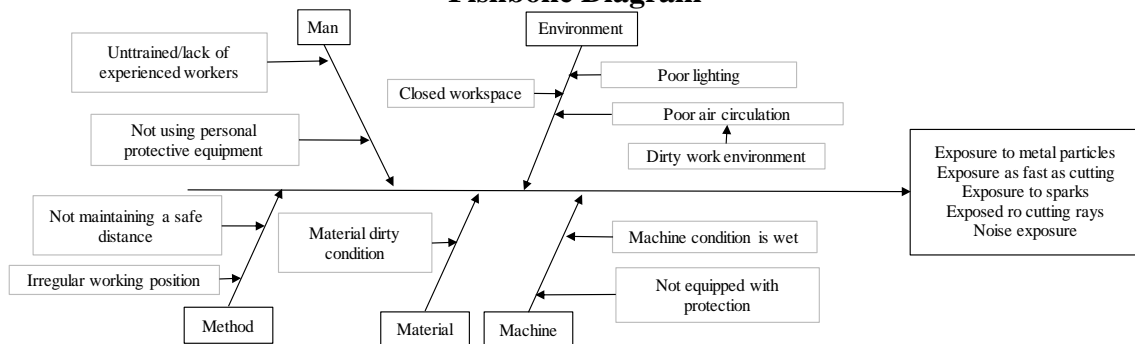 Fishbone Diagram
Man
Unttrained/lack of
experienced workers
Not using personal
protective equipment
Environment
Poor lighting
Closed workspace
Poor air circulation
Dirty work environment
Exposure to metal particles
Exposure as fast as cutting
Exposure to sparks
Exposed ro cutting rays
Noise exposure
Not maintaining a safe
distance
Irregular working position
Method
Material dirty
condition
Material
Machine condition is wet
Not equipped with
protection
Machine